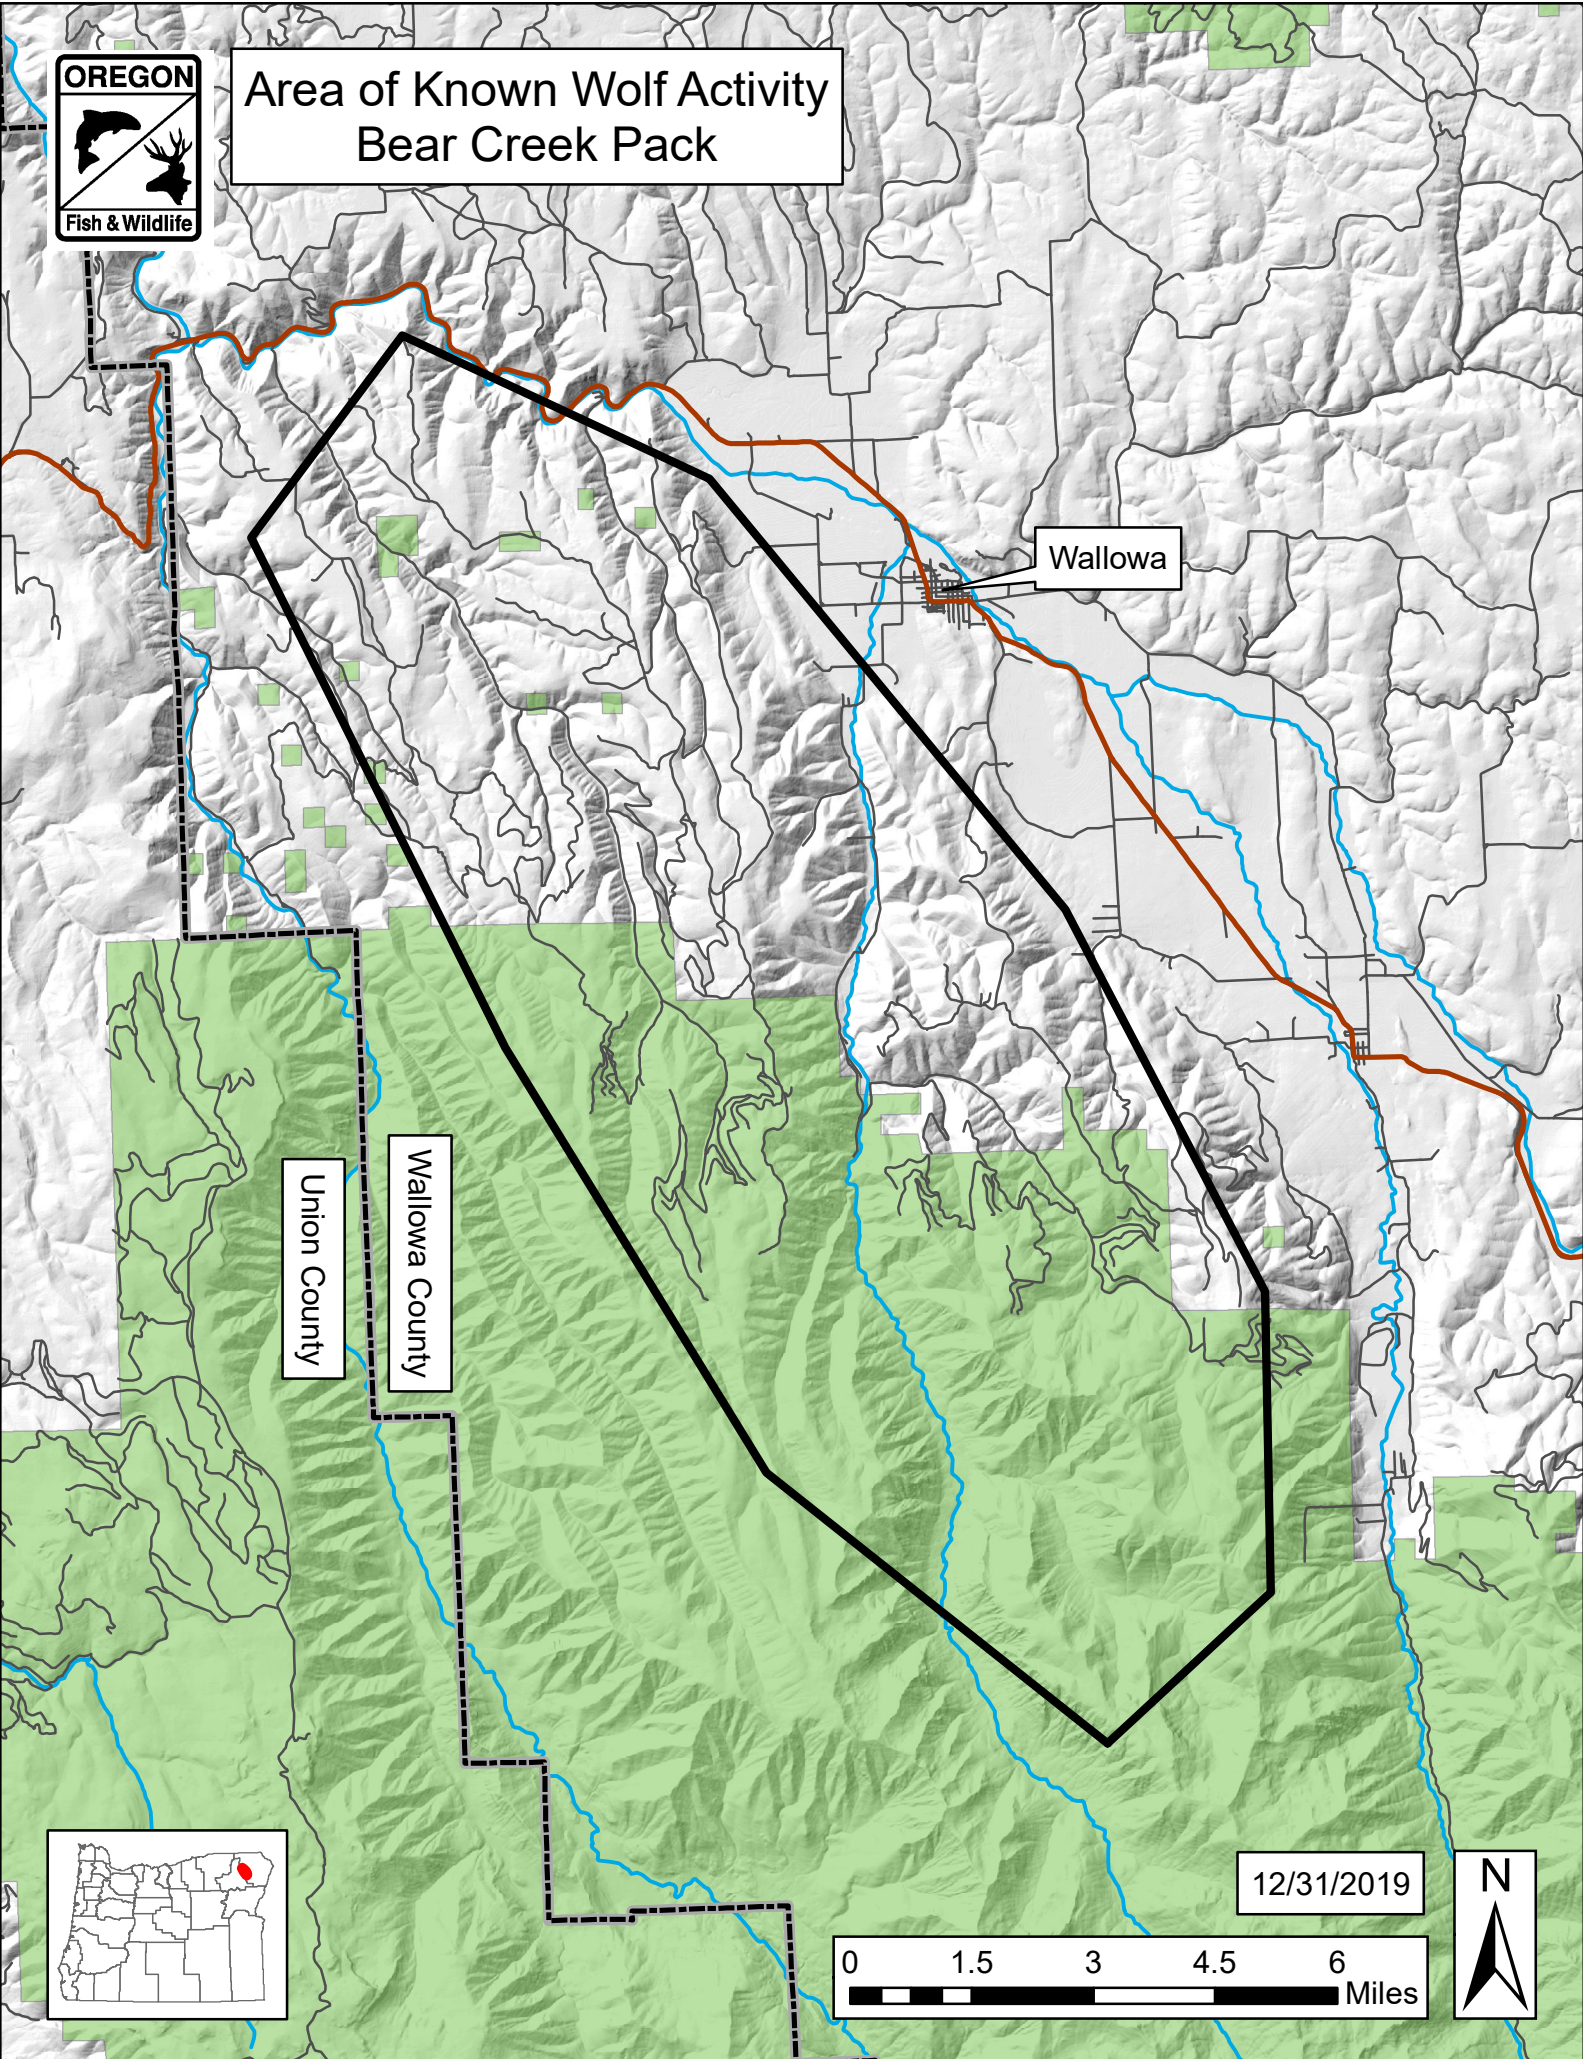 OREGON
Fish & Wildlife
Area of Known Wolf Activity
Bear Creek Pack
Wallowa
Union County
Wallowa County
12/31/2019
N
0 1.5 3 4.5 6
Miles